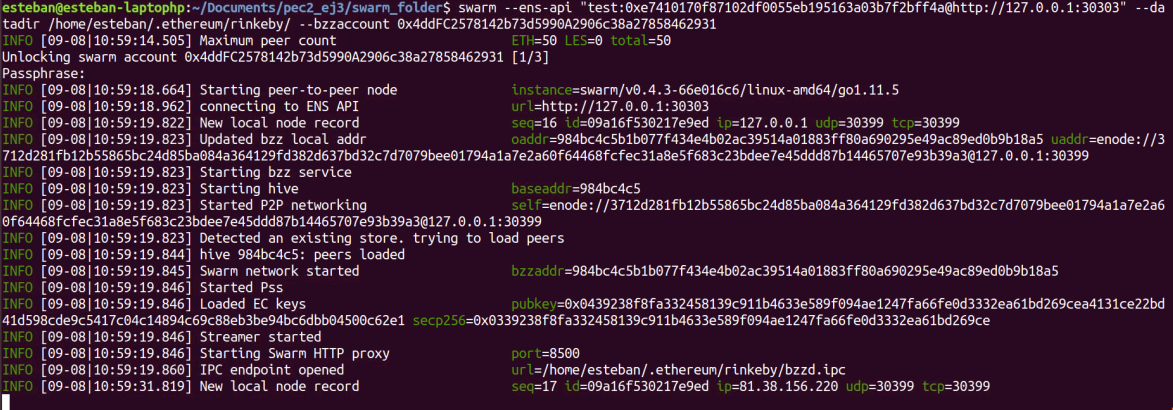 esteban@esteban-laptophp:~/Documents/pec2_ej3/swarm_folder$ swarm --ens-api "test:0xe7410170f87102df0055eb195163a03b7f2bff4a@http://127.0.0.1:30303" --da
tadir /home/esteban/.ethereum/rinkeby/ --bzzaccount 0x4ddFC2578142b73d5990A2906c38a27858462931
INFO [09-08|10:59:14.505] Maximum peer count ETH=50 LES=0 total=50
Unlocking swarm account 0x4ddFC2578142b73d5990A2906c38a27858462931 [1/3]
Passphrase:
INFO [09-08|10:59:18.664] Starting peer-to-peer node instance=swarm/v0.4.3-66e016c6/linux-amd64/go1.11.5
INFO [09-08|10:59:18.962] connecting to ENS API url=http://127.0.0.1:30303
INFO [09-08|10:59:19.822] New local node record seq=16 id=09a16f530217e9ed ip=127.0.0.1 udp=30399 tcp=30399
INFO [09-08|10:59:19.823] Updated bzz local addr oaddr=984bc4c5b1b077f434e4b02ac39514a01883ff80a690295e49ac89ed0b9b18a5 uaddr=enode://3
712d281fb12b55865bc24d85ba084a364129fd382d637bd32c7d7079bee01794a1a7e2a60f64468fcfec31a8e5f683c23bdee7e45ddd87b14465707e93b39a3@127.0.0.1:30399
INFO [09-08|10:59:19.823] Starting bzz service
INFO [09-08|10:59:19.823] Starting hive baseaddr=984bc4c5
INFO [09-08|10:59:19.823] Started P2P networking self=enode://3712d281fb12b55865bc24d85ba084a364129fd382d637bd32c7d7079bee01794a1a7e2a6
0f64468fcfec31a8e5f683c23bdee7e45ddd87b14465707e93b39a3@127.0.0.1:30399
INFO [09-08|10:59:19.823] Detected an existing store. trying to load peers
INFO [09-08|10:59:19.844] hive 984bc4c5: peers loaded
INFO [09-08|10:59:19.845] Swarm network started bzzaddr=984bc4c5b1b077f434e4b02ac39514a01883ff80a690295e49ac89ed0b9b18a5
INFO [09-08|10:59:19.846] Started Pss
INFO [09-08|10:59:19.846] Loaded EC keys pubkey=0x0439238f8fa332458139c911b4633e589f094ae1247fa66fe0d3332ea61bd269cea4131ce22bd
41d598cde9c5417c04c14894c69c88eb3be94bc6dbb04500c62e1 secp256=0x0339238f8fa332458139c911b4633e589f094ae1247fa66fe0d3332ea61bd269ce
INFO [09-08|10:59:19.846] Streamer started
INFO [09-08|10:59:19.846] Starting Swarm HTTP proxy port=8500
INFO [09-08|10:59:19.860] IPC endpoint opened url=/home/esteban/.ethereum/rinkeby/bzzd.ipc
INFO [09-08|10:59:31.819] New local node record seq=17 id=09a16f530217e9ed ip=81.38.156.220 udp=30399 tcp=30399